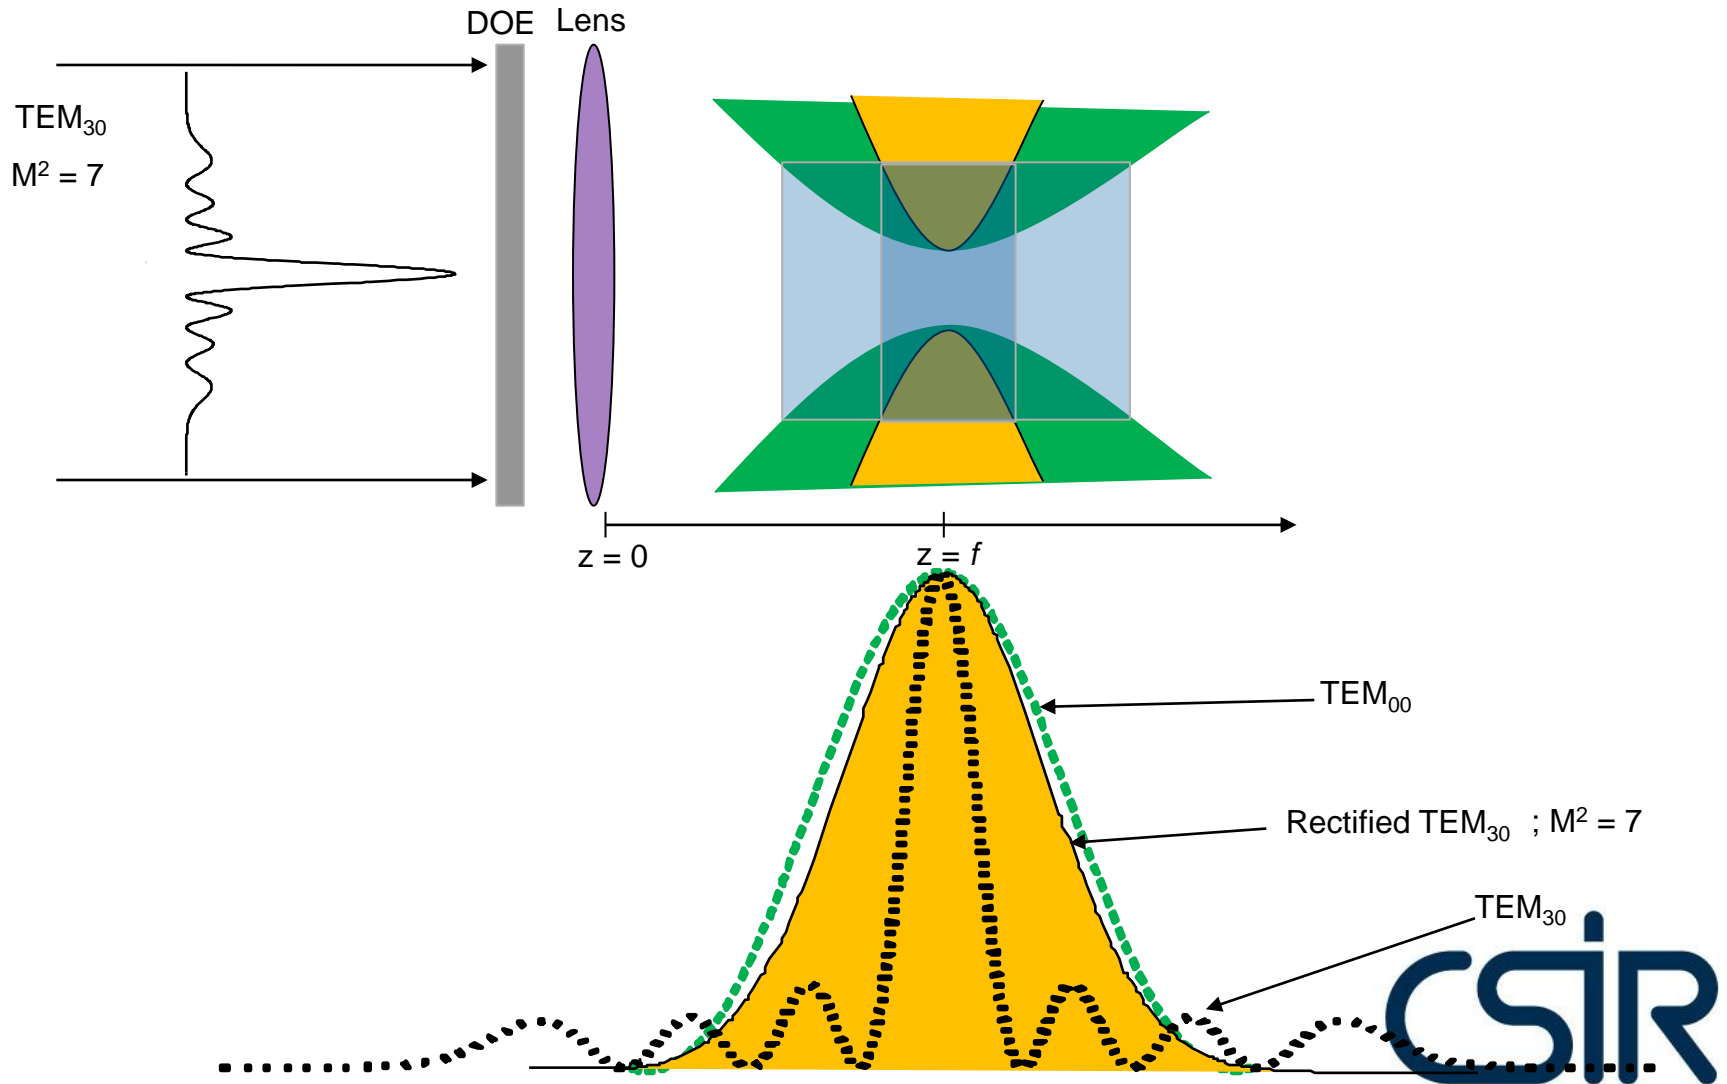 DOE Lens
TEM₃₀
M² = 7
z = 0
z = f
TEM₀₀
Rectified TEM₃₀ ; M² = 7
TEM₃₀
CSIR